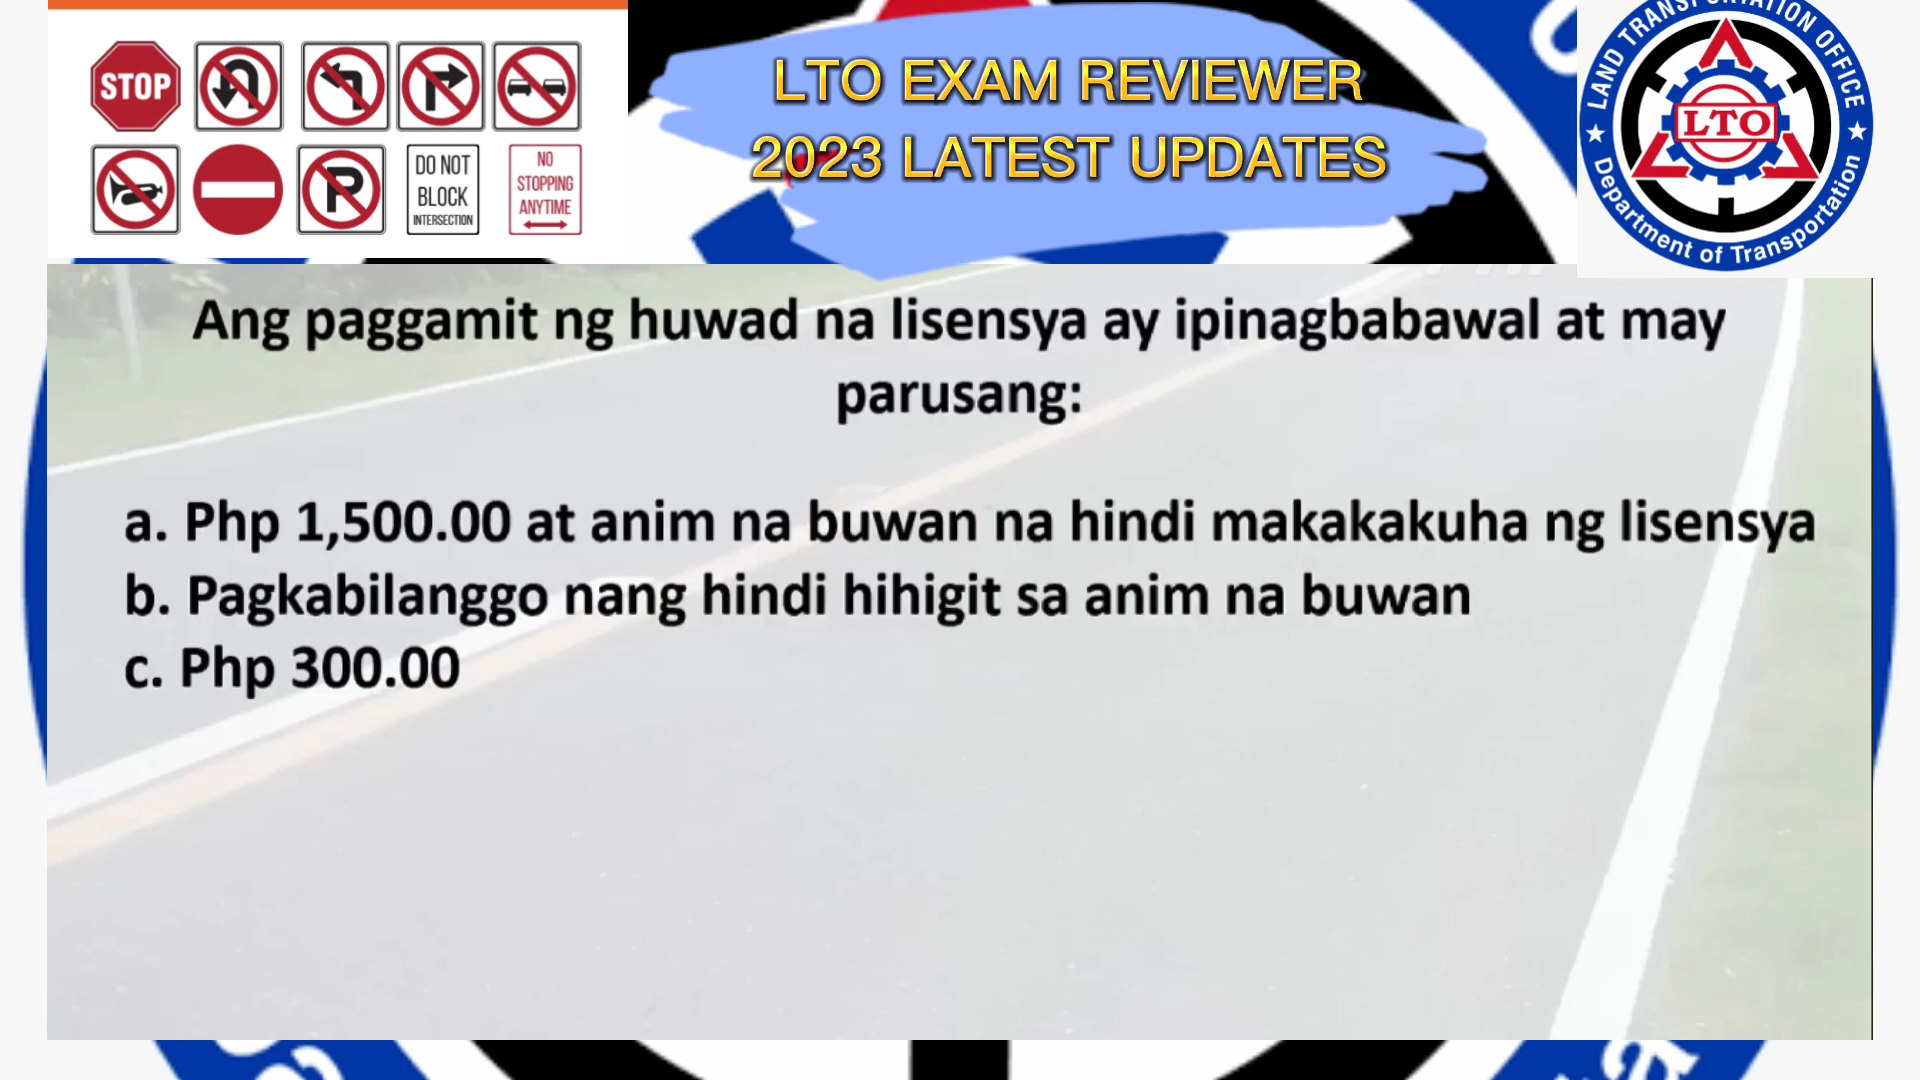 STOP
DO NOT
BLOCK
INTERSECTION
NO
STOPPING
ANYTIME
P
LTO EXAM REVIEWER
2023 LATEST UPDATES
LAND TRANSPORTATION OFFICE
LTO
Department of Transportation
Ang paggamit ng huwad na lisensya ay ipinagbabawal at may
parusang:
a. Php 1,500.00 at anim na buwan na hindi makakakuha ng lisensya
b. Pagkabilanggo nang hindi hihigit sa anim na buwan
c. Php 300.00